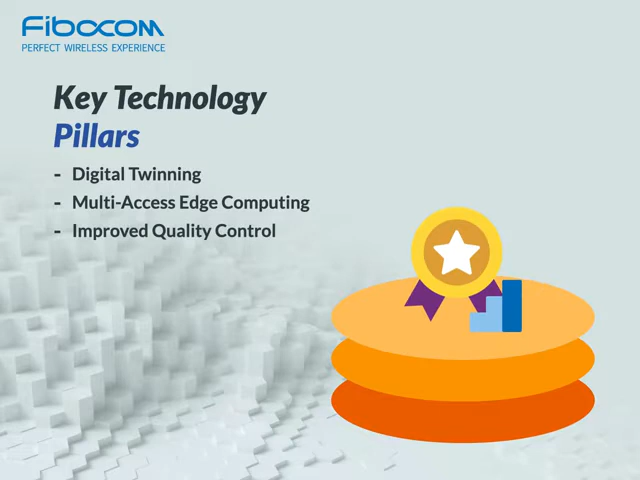 Fibocom
PERFECT WIRELESS EXPERIENCE
Key Technology
Pillars
- Digital Twinning
- Multi-Access Edge Computing
- Improved Quality Control